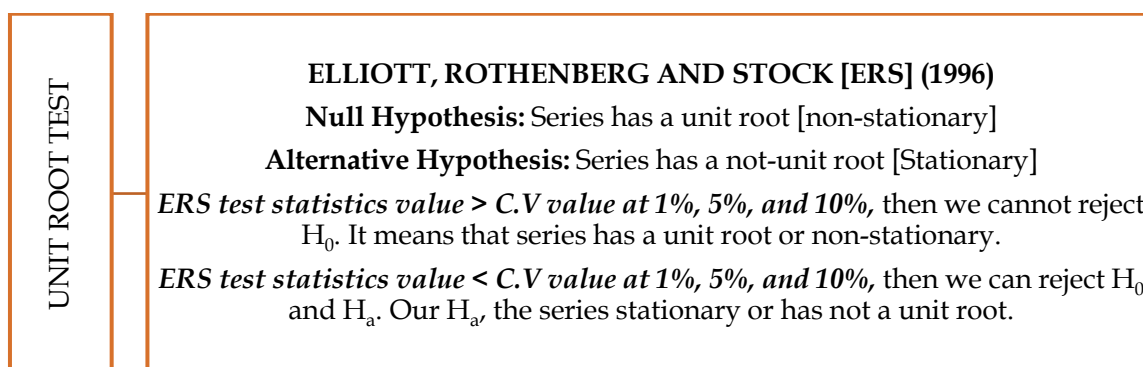 UNIT ROOT TEST
ELLIOTT, ROTHENBERG AND STOCK [ERS] (1996)
Null Hypothesis: Series has a unit root [non-stationary]
Alternative Hypothesis: Series has a not-unit root [Stationary]
ERS test statistics value > C.V value at 1%, 5%, and 10%, then we cannot reject
H₀. It means that series has a unit root or non-stationary.
ERS test statistics value < C.V value at 1%, 5%, and 10%, then we can reject H₀
and Hₐ. Our Hₐ, the series stationary or has not a unit root.